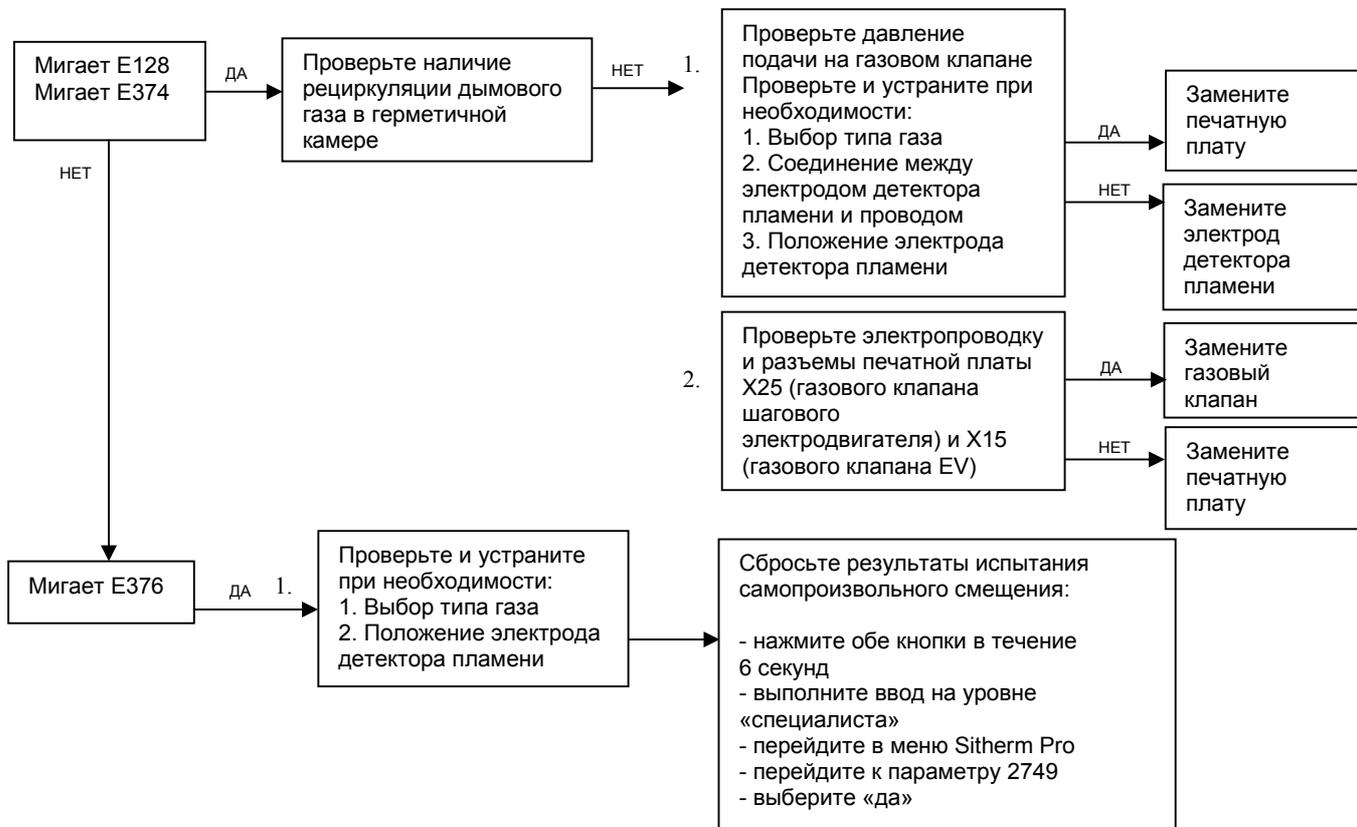 Мигает E128
Мигает E374
ДА
Проверьте наличие
рециркуляции дымового
газа в герметичной
камере
НЕТ
1.
Проверьте давление
подачи на газовом клапане
Проверьте и устраните при
необходимости:
1. Выбор типа газа
2. Соединение между
электродом детектора
пламени и проводом
3. Положение электрода
детектора пламени
ДА
Замените
печатную
плату
НЕТ
Замените
электрод
детектора
пламени
НЕТ
2.
Проверьте электропроводку
и разъемы печатной платы
X25 (газового клапана
шагового
электродвигателя) и X15
(газового клапана EV)
ДА
Замените
газовый
клапан
НЕТ
Замените
печатную
плату
Мигает E376
ДА
1.
Проверьте и устраните
при необходимости:
1. Выбор типа газа
2. Положение электрода
детектора пламени
Сбросьте результаты испытания
самопроизвольного смещения:
- нажмите обе кнопки в течение
6 секунд
- выполните ввод на уровне
«специалиста»
- перейдите в меню Sitherm Pro
- перейдите к параметру 2749
- выберите «да»